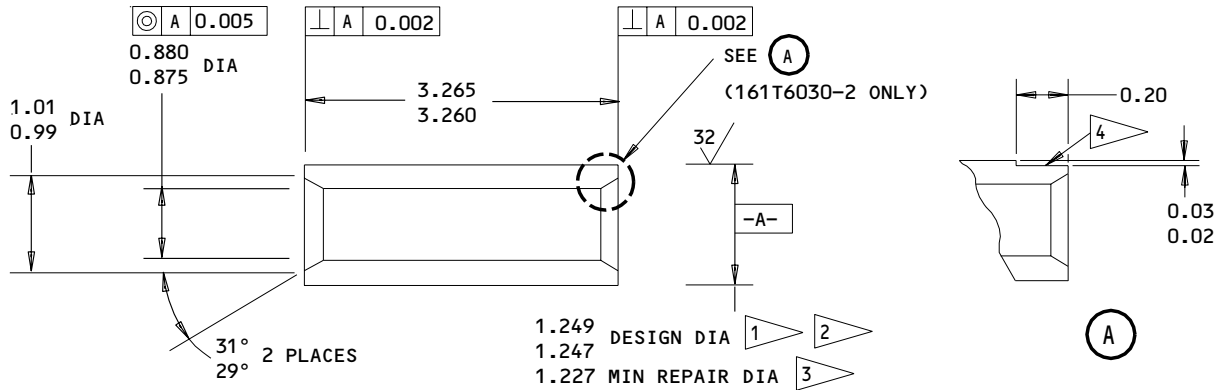 ◎ A 0.005
⊥ A 0.002
⊥ A 0.002
0.880
0.875 DIA
SEE A
(161T6030-2 ONLY)
3.265
3.260
0.20
1.01
0.99 DIA
32
4
-A-
0.03
0.02
31°
29° 2 PLACES
1.249
1.247 DESIGN DIA 1 2
1.227 MIN REPAIR DIA 3
A